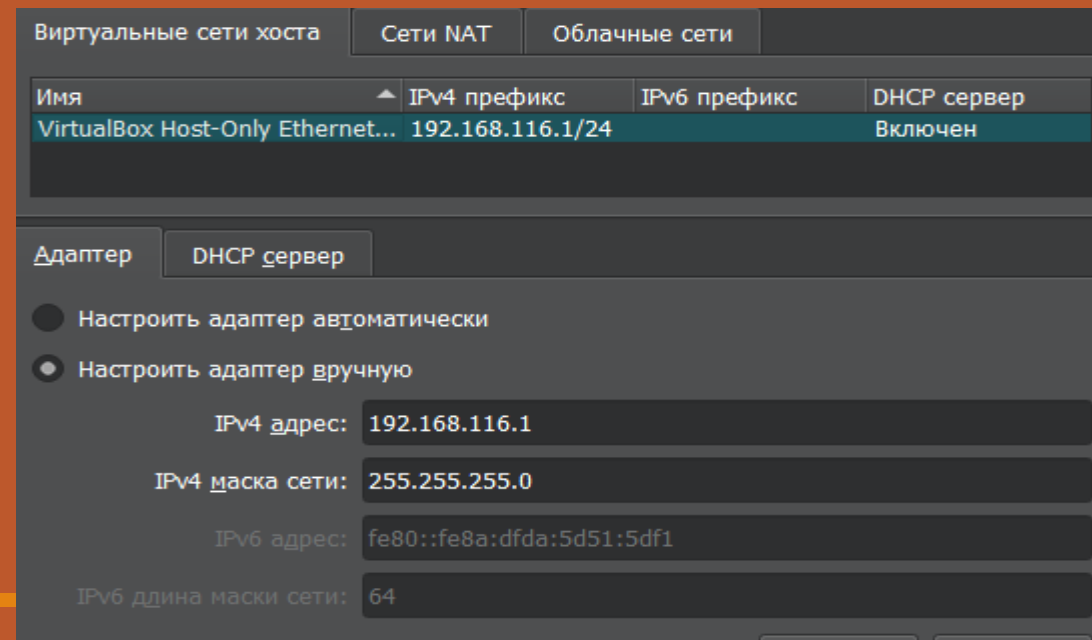 Виртуальные сети хоста Сети NAT Облачные сети
Имя IPv4 префикс IPv6 префикс DHCP сервер
VirtualBox Host-Only Ethernet... 192.168.116.1/24 Включен
Адаптер DHCP сервер
Настроить адаптер автоматически
Настроить адаптер вручную
IPv4 адрес: 192.168.116.1
IPv4 маска сети: 255.255.255.0
IPv6 адрес: fe80::fe8a:dfda:5d51:5df1
IPv6 длина маски сети: 64